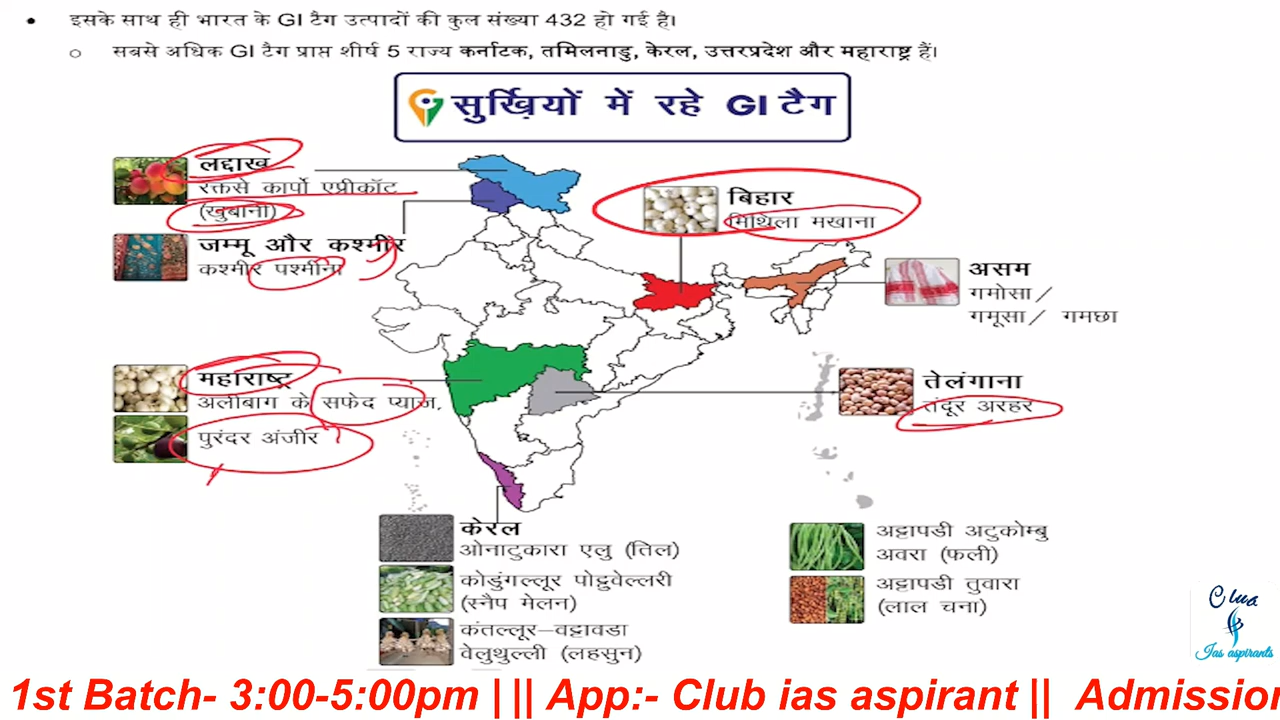 • इसके साथ ही भारत के GI टैग उत्पादों की कुल संख्या 432 हो गई है।
○ सबसे अधिक GI टैग प्राप्त शीर्ष 5 राज्य कर्नाटक, तमिलनाडु, केरल, उत्तरप्रदेश और महाराष्ट्र हैं।
सुर्ख़ियों में रहे GI टैग
लद्दाख
रक्तसे कार्पो एप्रीकॉट
(खुबानी)
जम्मू और कश्मीर
कश्मीर पश्मीना
बिहार
मिथिला मखाना
असम
गमोसा/
गमूसा/ गमछा
महाराष्ट्र
अलीबाग के सफेद प्याज,
पुरंदर अंजीर
तेलंगाना
तंदूर अरहर
केरल
ओनाटुकारा एलु (तिल)
कोडुंगल्लूर पोट्टुवेल्लरी
(स्नैप मेलन)
कंतल्लूर–वट्टावडा
वेलुथुल्ली (लहसुन)
अट्टापडी अटुकोम्बु
अवरा (फली)
अट्टापडी तुवारा
(लाल चना)
Club
Ias aspirants
1st Batch- 3:00-5:00pm | || App:- Club ias aspirant || Admission